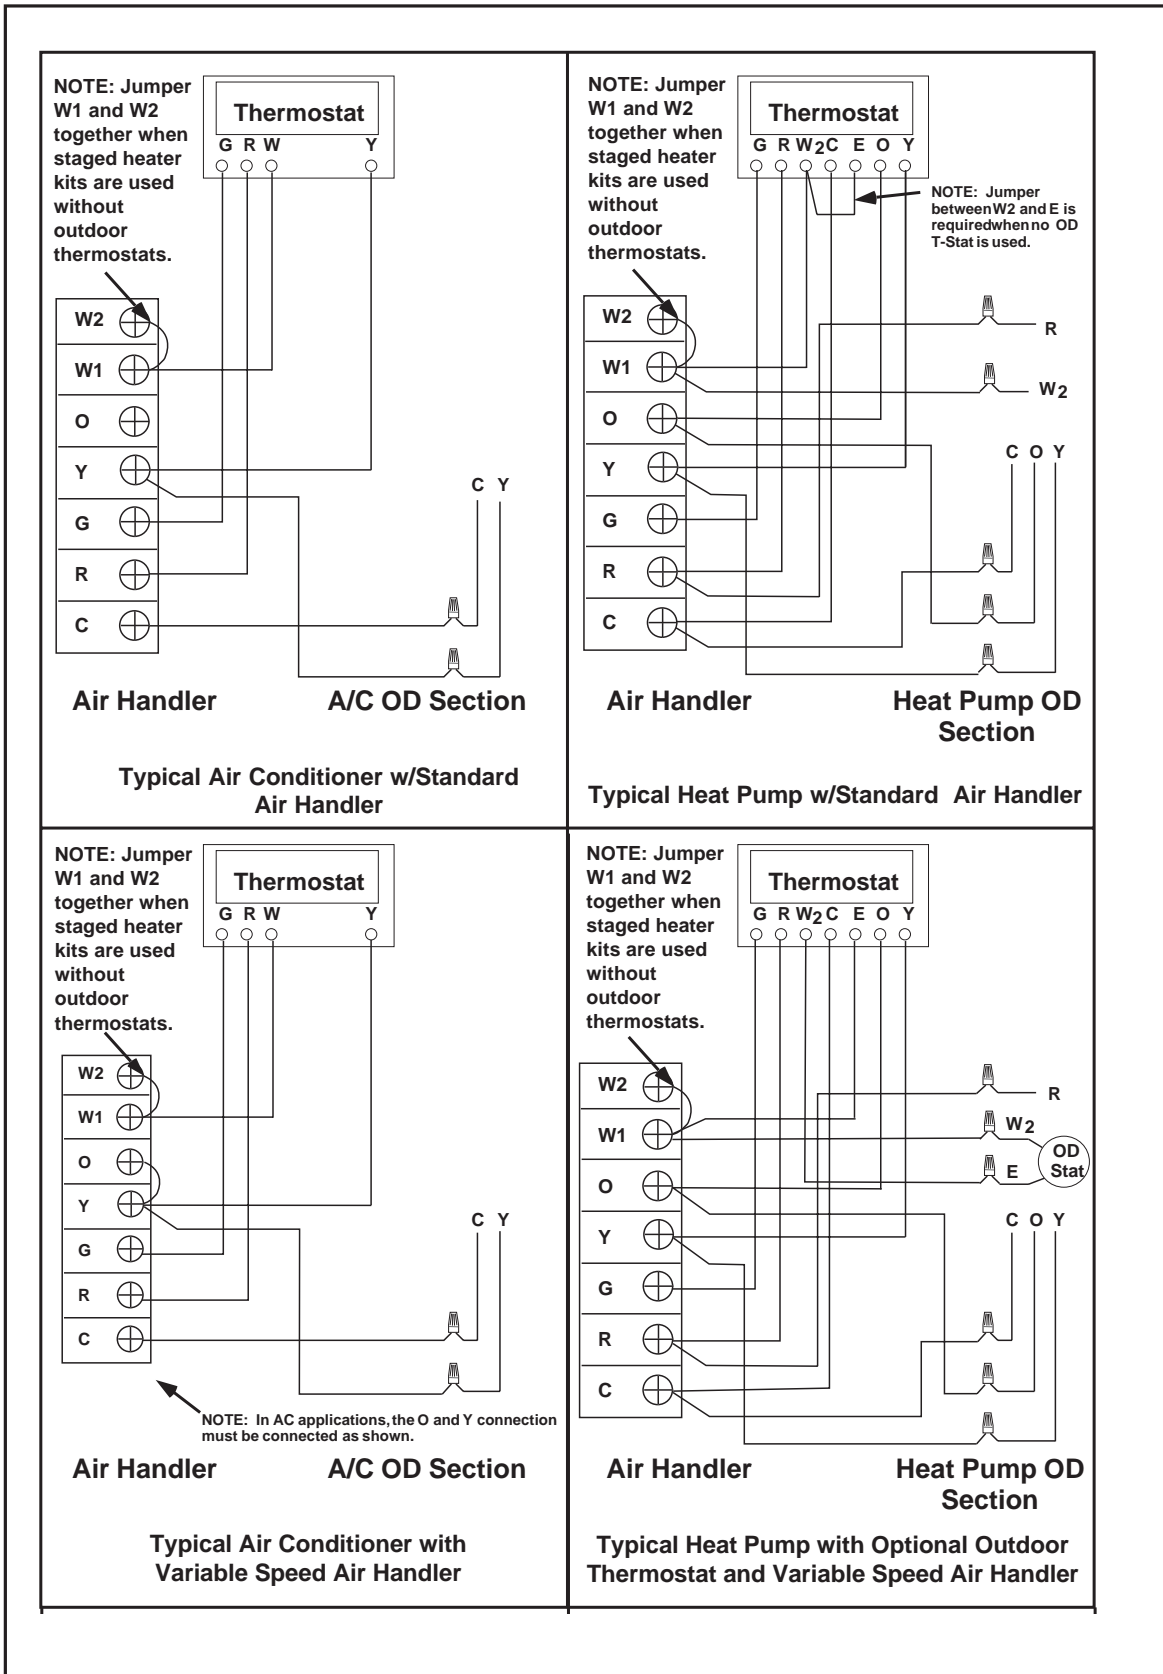 NOTE: Jumper
W1 and W2
together when
staged heater
kits are used
without
outdoor
thermostats.
Thermostat
G R W Y
W2
W1
O
Y
G
R
C
C Y
Air Handler
A/C OD Section
Typical Air Conditioner w/Standard
Air Handler
NOTE: Jumper
W1 and W2
together when
staged heater
kits are used
without
outdoor
thermostats.
Thermostat
G R W2 C E O Y
NOTE: Jumper
between W2 and E is
required when no OD
T-Stat is used.
W2
W1
O
Y
G
R
C
R
W2
C O Y
Air Handler
Heat Pump OD
Section
Typical Heat Pump w/Standard Air Handler
NOTE: Jumper
W1 and W2
together when
staged heater
kits are used
without
outdoor
thermostats.
Thermostat
G R W Y
W2
W1
O
Y
G
R
C
C Y
NOTE: In AC applications, the O and Y connection
must be connected as shown.
Air Handler
A/C OD Section
Typical Air Conditioner with
Variable Speed Air Handler
NOTE: Jumper
W1 and W2
together when
staged heater
kits are used
without
outdoor
thermostats.
Thermostat
G R W2 C E O Y
W2
W1
O
Y
G
R
C
R
W2
E
OD
Stat
C O Y
Air Handler
Heat Pump OD
Section
Typical Heat Pump with Optional Outdoor
Thermostat and Variable Speed Air Handler